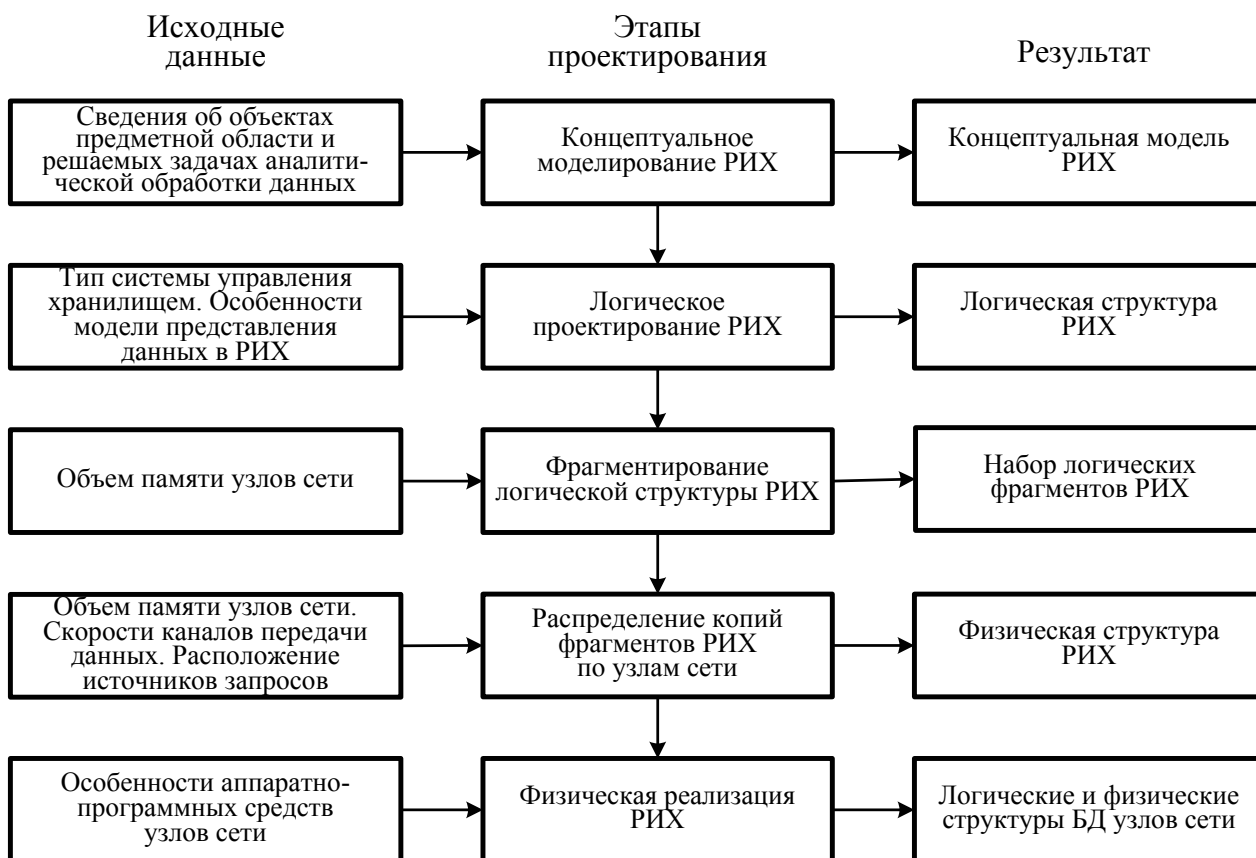 Исходные
данные
Этапы
проектирования
Результат
Сведения об объектах
предметной области и
решаемых задачах аналити-
ческой обработки данных
Концептуальное
моделирование РИХ
Концептуальная модель
РИХ
Тип системы управления
хранилищем. Особенности
модели представления
данных в РИХ
Логическое
проектирование РИХ
Логическая структура
РИХ
Объем памяти узлов сети
Фрагментирование
логической структуры РИХ
Набор логических
фрагментов РИХ
Объем памяти узлов сети.
Скорости каналов передачи
данных. Расположение
источников запросов
Распределение копий
фрагментов РИХ
по узлам сети
Физическая структура
РИХ
Особенности аппаратно-
программных средств
узлов сети
Физическая реализация
РИХ
Логические и физические
структуры БД узлов сети